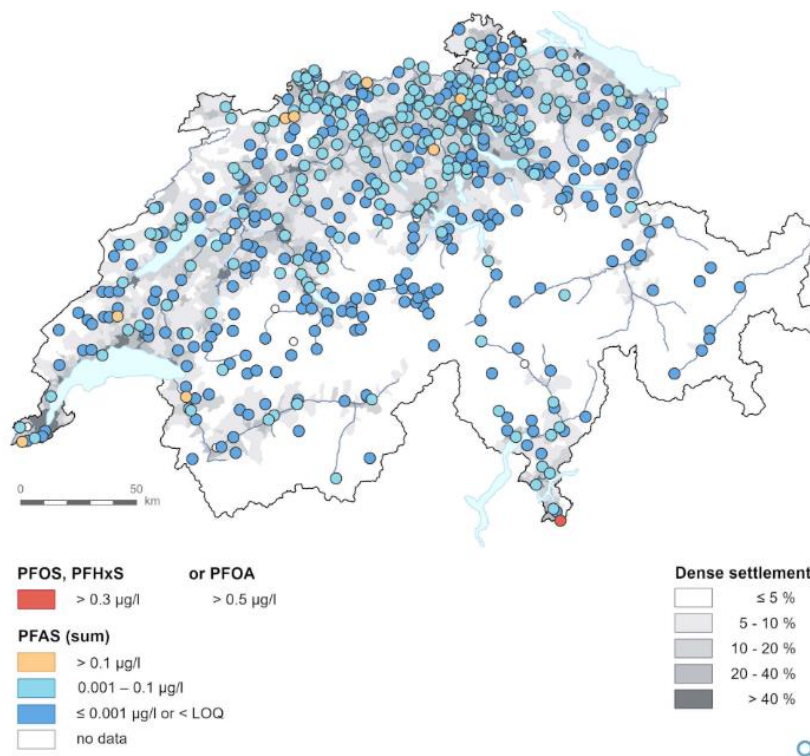 0 50
km
PFOS, PFHxS or PFOA
> 0.3 µg/l > 0.5 µg/l
PFAS (sum)
> 0.1 µg/l
0.001 – 0.1 µg/l
≤ 0.001 µg/l or < LOQ
no data
Dense settlement
≤ 5 %
5 - 10 %
10 - 20 %
20 - 40 %
> 40 %